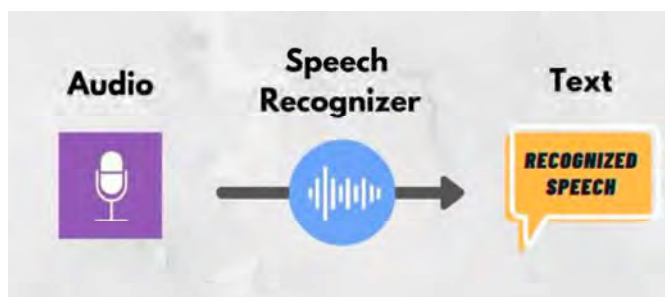 Audio
Speech
Recognizer
Text
RECOGNIZED
SPEECH